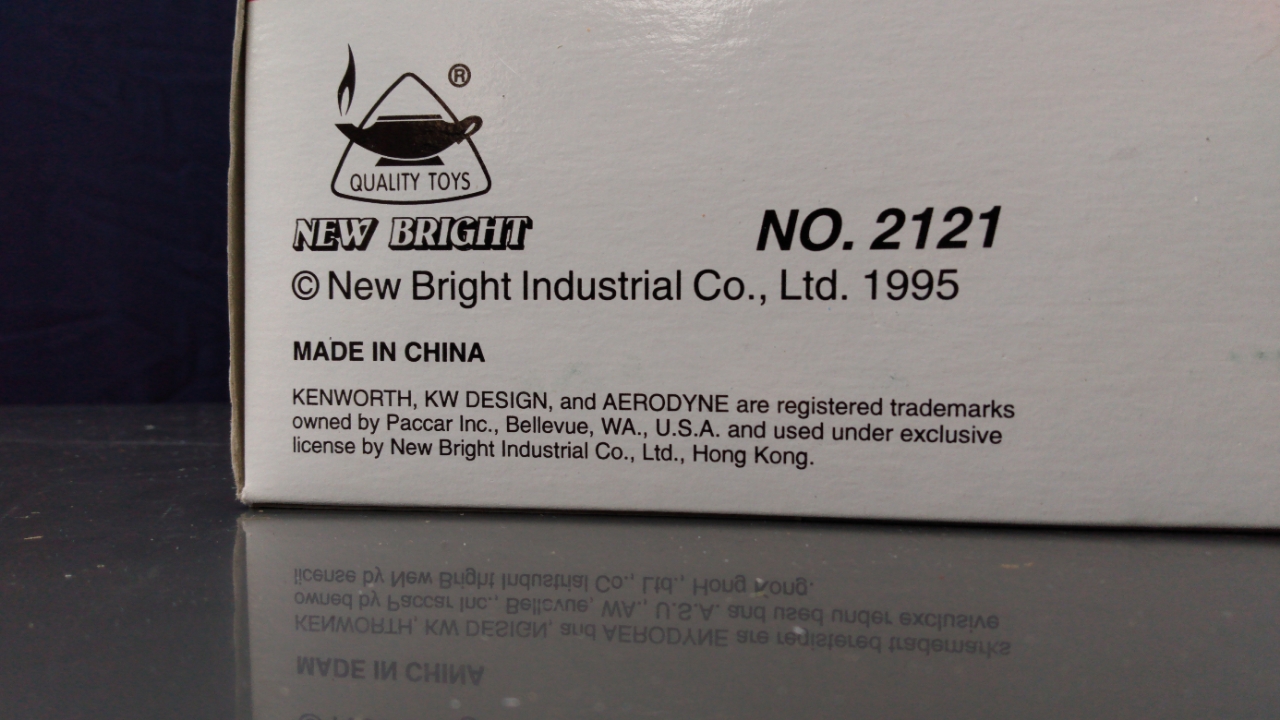 ®
QUALITY TOYS
NEW BRIGHT
NO. 2121
© New Bright Industrial Co., Ltd. 1995
MADE IN CHINA
KENWORTH, KW DESIGN, and AERODYNE are registered trademarks
owned by Paccar Inc., Bellevue, WA., U.S.A. and used under exclusive
license by New Bright Industrial Co., Ltd., Hong Kong.